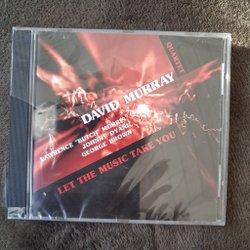 DAVID MURRAY
QUARTET
LAWRENCE "BUTCH" MORRIS
JOHNNY DYANI
GEORGE BROWN
LET THE MUSIC TAKE YOU